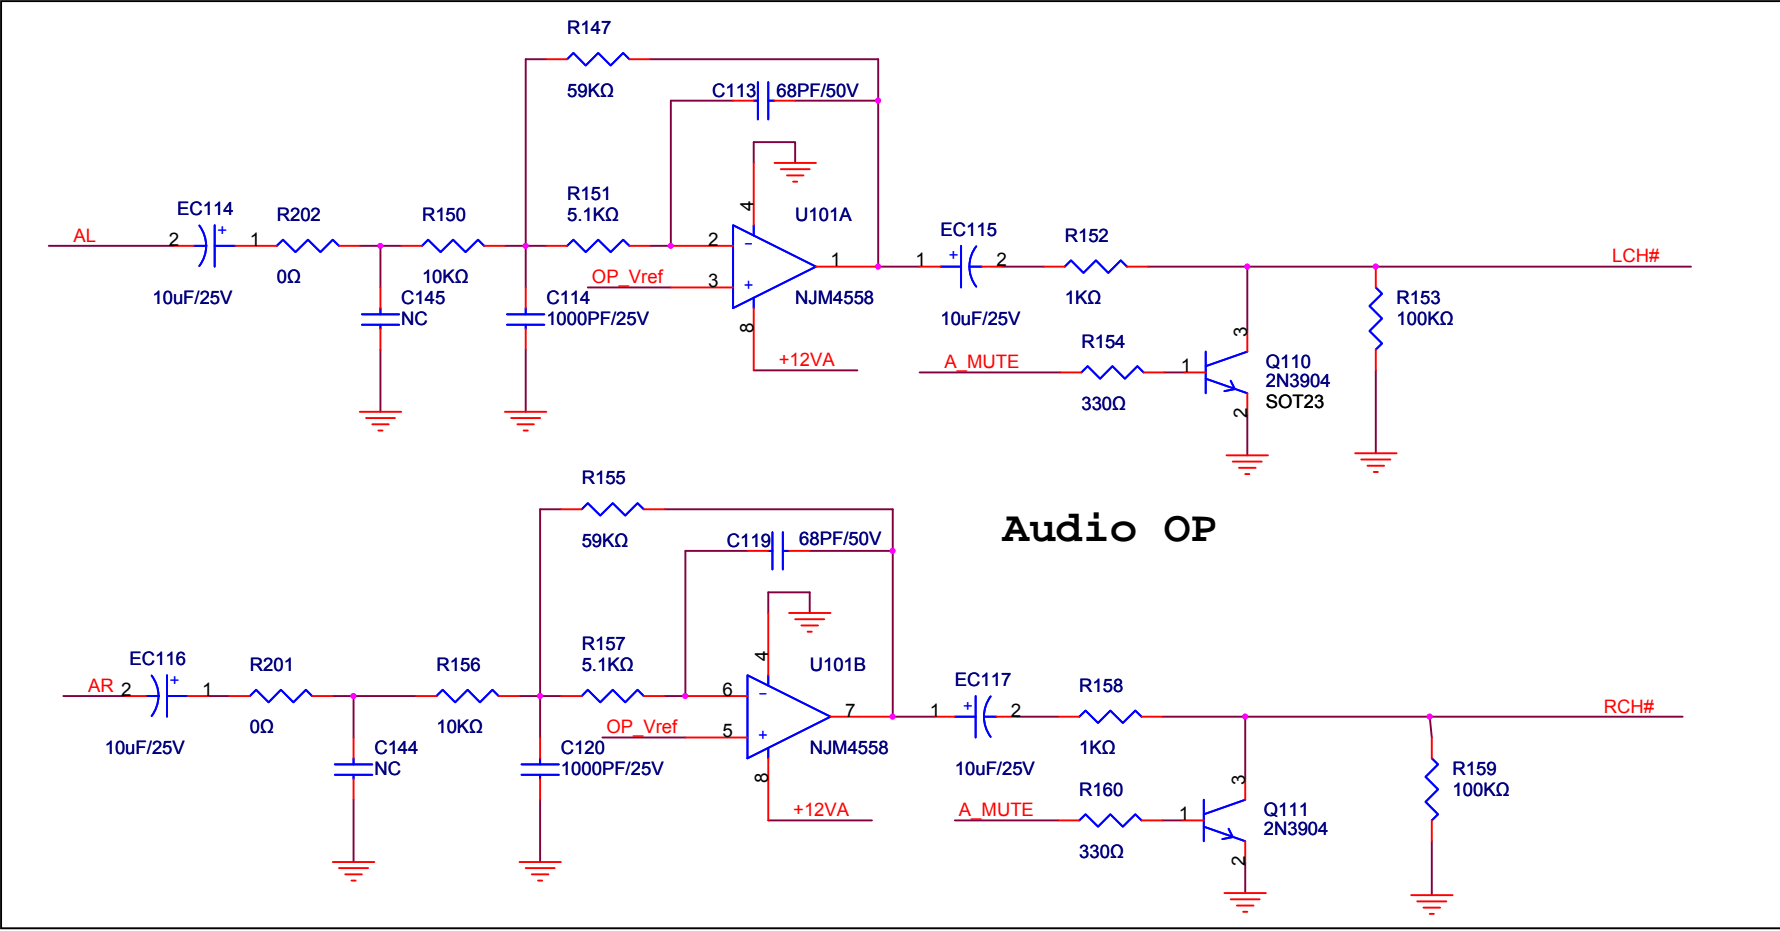 R147
59KΩ
C113
68PF/50V
R151
5.1KΩ
4
U101A
EC114
R202
R150
AL
2
+
1
2
−
EC115
R152
1
1
+
2
LCH#
0Ω
10KΩ
OP_Vref
3
+
10uF/25V
C145
NC
C114
1000PF/25V
NJM4558
1KΩ
R153
100KΩ
10uF/25V
8
3
+12VA
A_MUTE
R154
1
Q110
2N3904
SOT23
330Ω
2
R155
59KΩ
C119
68PF/50V
Audio OP
R157
5.1KΩ
4
U101B
EC116
R201
R156
AR
2
+
1
6
−
EC117
R158
7
1
+
2
RCH#
0Ω
10KΩ
OP_Vref
5
+
10uF/25V
C144
NC
C120
1000PF/25V
NJM4558
1KΩ
10uF/25V
R159
100KΩ
8
3
+12VA
A_MUTE
R160
1
Q111
2N3904
330Ω
2